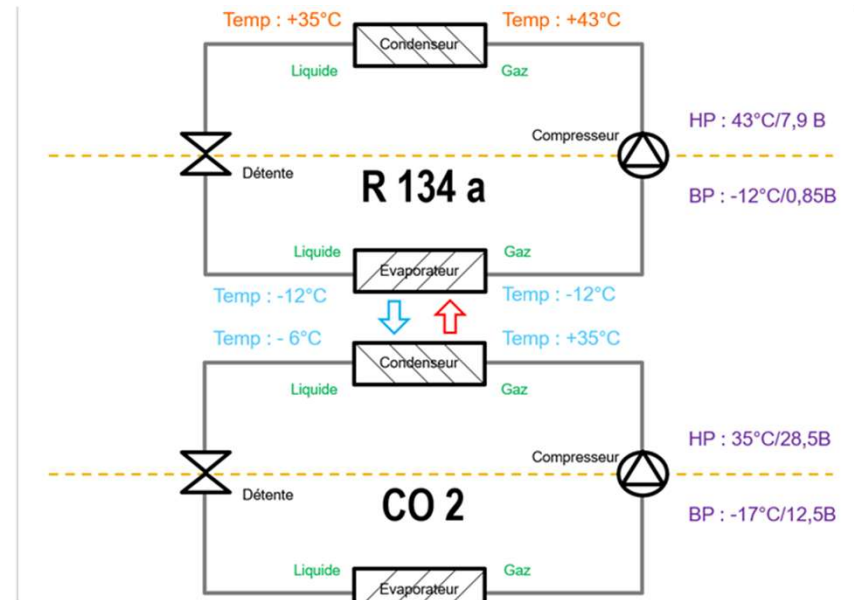 Temp : +35°C
Temp : +43°C
Condenseur
Liquide
Gaz
HP : 43°C/7,9 B
Compresseur
Détente
R 134 a
BP : -12°C/0,85B
Liquide
Gaz
Evaporateur
Temp : -12°C
Temp : -12°C
Temp : - 6°C
Temp : +35°C
Condenseur
Liquide
Gaz
HP : 35°C/28,5B
Compresseur
Détente
CO 2
BP : -17°C/12,5B
Liquide
Gaz
Evaporateur